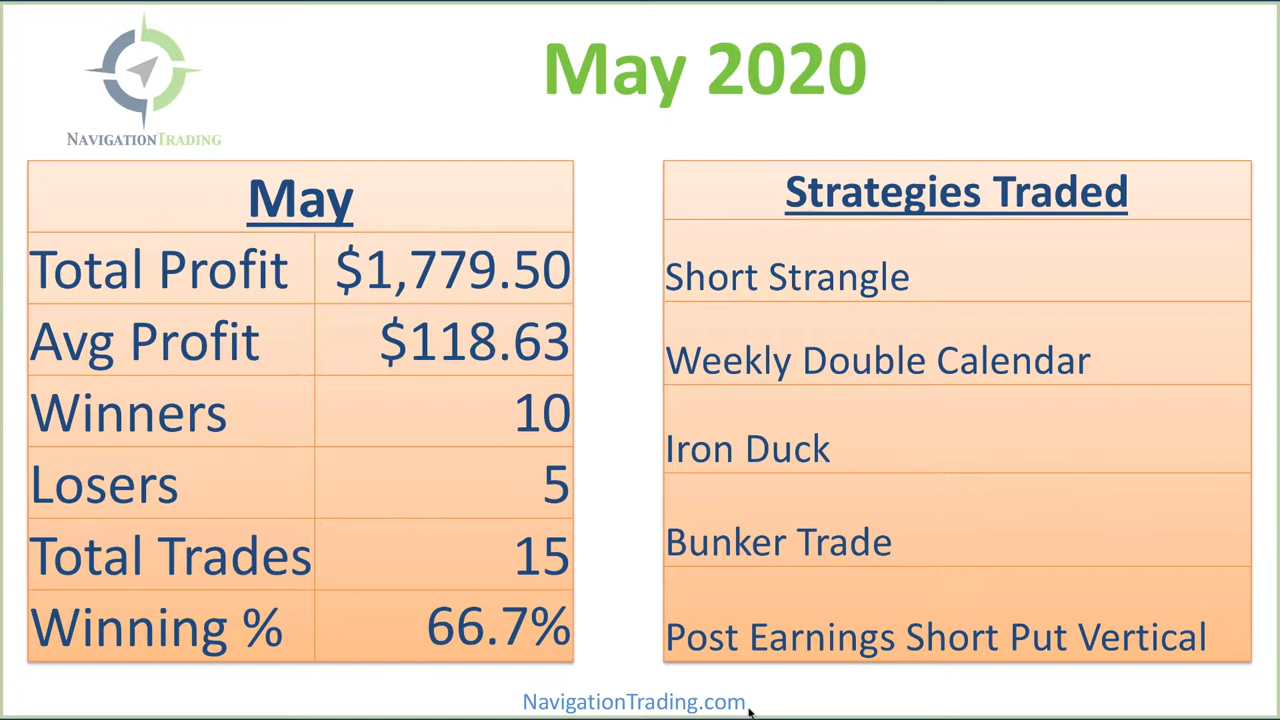 NAVIGATIONTRADING
May 2020
May
Total Profit $1,779.50
Avg Profit $118.63
Winners 10
Losers 5
Total Trades 15
Winning % 66.7%
Strategies Traded
Short Strangle
Weekly Double Calendar
Iron Duck
Bunker Trade
Post Earnings Short Put Vertical
NavigationTrading.com